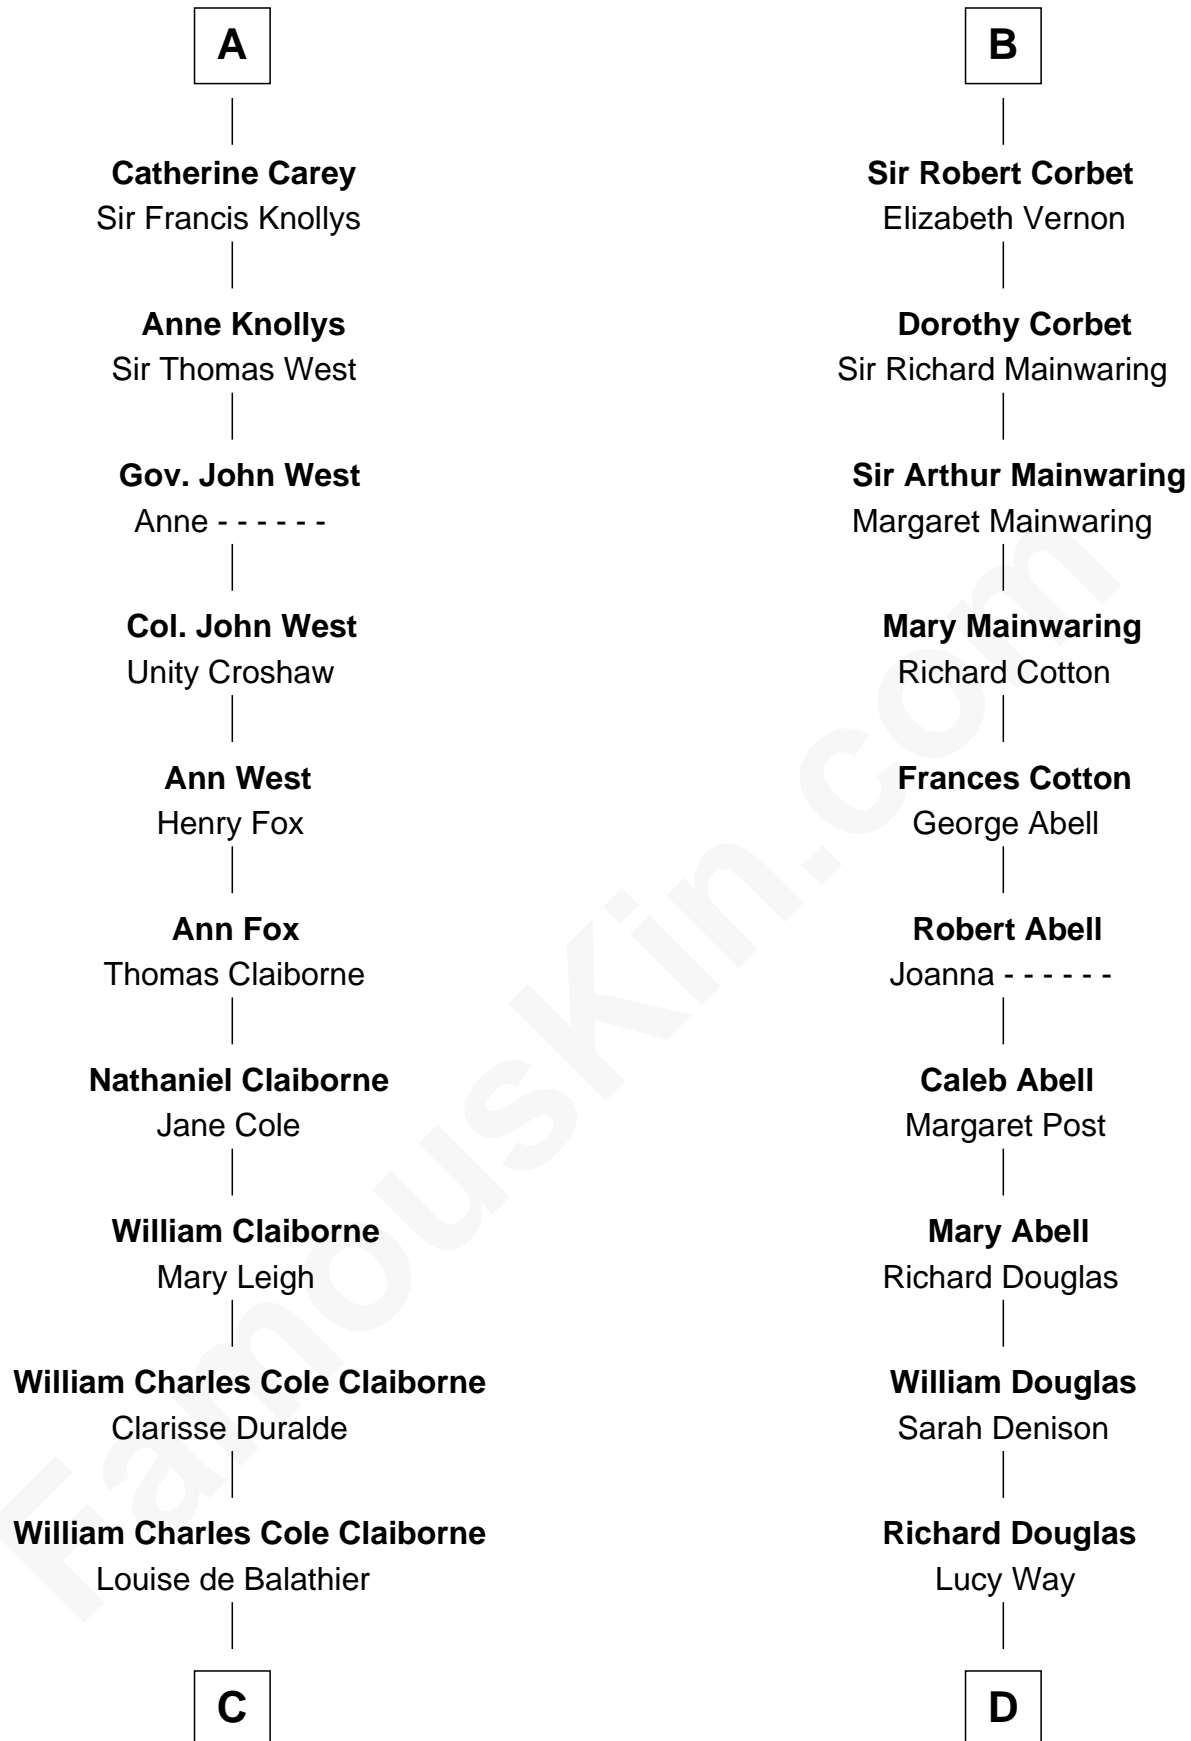 A
Catherine Carey
Sir Francis Knollys
Anne Knollys
Sir Thomas West
Gov. John West
Anne - - - - - -
Col. John West
Unity Croshaw
Ann West
Henry Fox
Ann Fox
Thomas Claiborne
Nathaniel Claiborne
Jane Cole
William Claiborne
Mary Leigh
William Charles Cole Claiborne
Clarisse Duralde
William Charles Cole Claiborne
Louise de Balathier
C
B
Sir Robert Corbet
Elizabeth Vernon
Dorothy Corbet
Sir Richard Mainwaring
Sir Arthur Mainwaring
Margaret Mainwaring
Mary Mainwaring
Richard Cotton
Frances Cotton
George Abell
Robert Abell
Joanna - - - - - -
Caleb Abell
Margaret Post
Mary Abell
Richard Douglas
William Douglas
Sarah Denison
Richard Douglas
Lucy Way
D
FamousKin.com